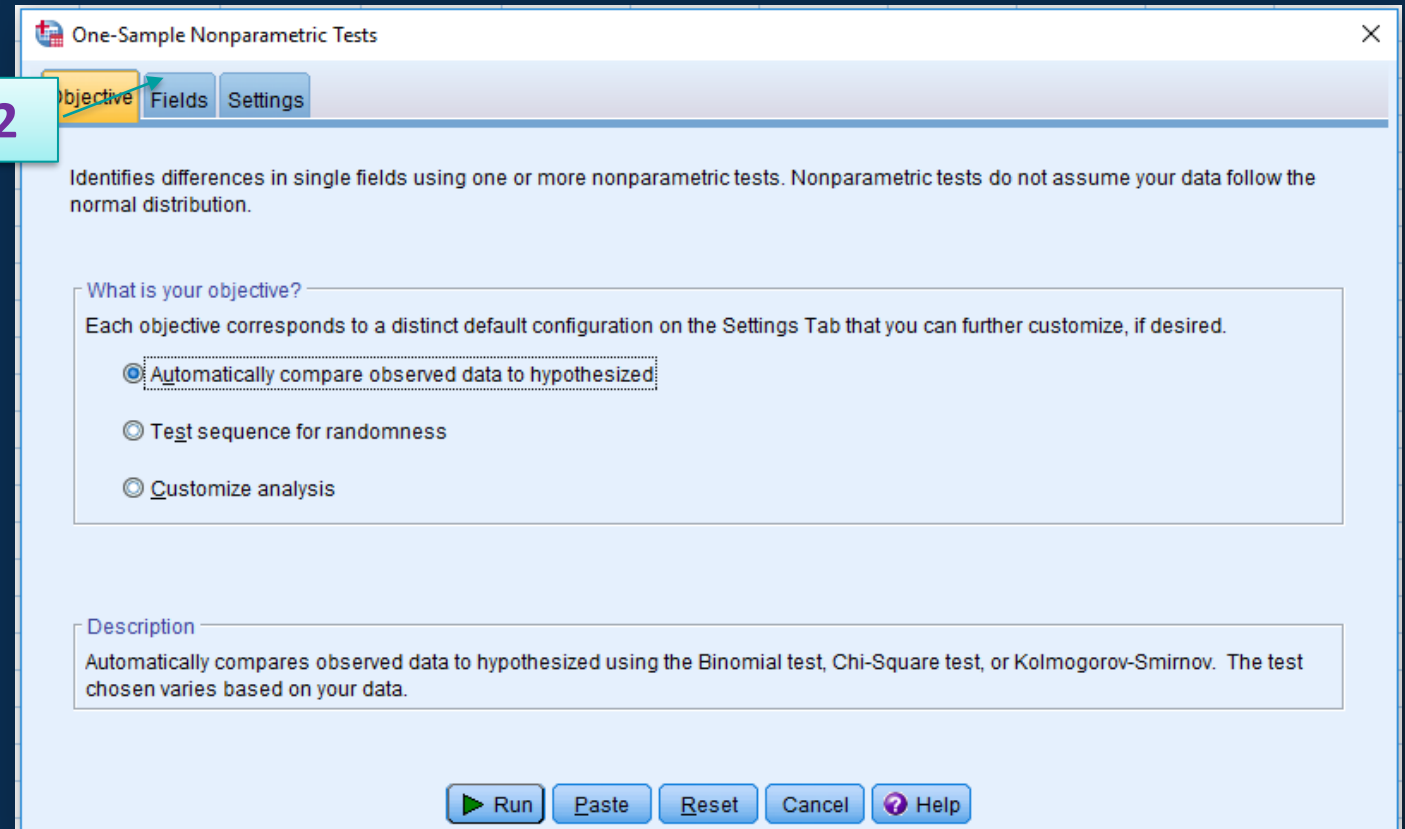 One-Sample Nonparametric Tests
2
Objective Fields Settings
Identifies differences in single fields using one or more nonparametric tests. Nonparametric tests do not assume your data follow the
normal distribution.
What is your objective?
Each objective corresponds to a distinct default configuration on the Settings Tab that you can further customize, if desired.
Automatically compare observed data to hypothesized
Test sequence for randomness
Customize analysis
Description
Automatically compares observed data to hypothesized using the Binomial test, Chi-Square test, or Kolmogorov-Smirnov. The test
chosen varies based on your data.
Run Paste Reset Cancel Help